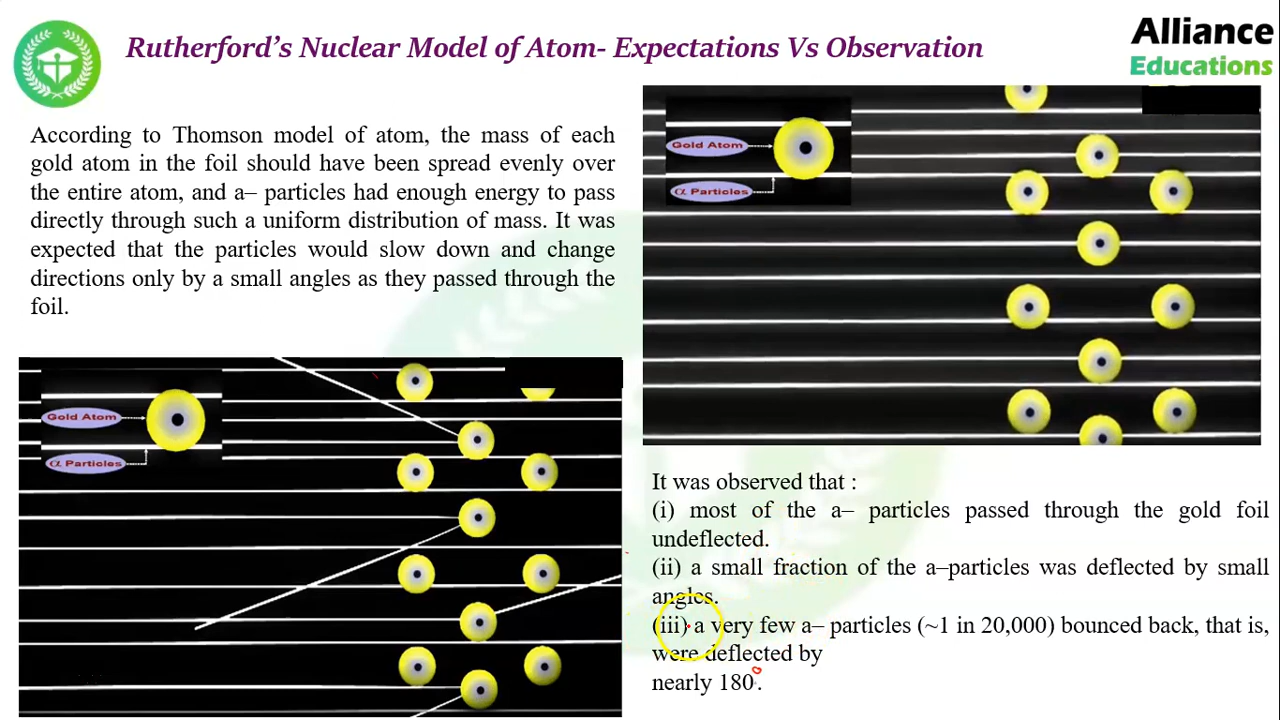 Rutherford's Nuclear Model of Atom- Expectations Vs Observation
Alliance
Educations
According to Thomson model of atom, the mass of each
gold atom in the foil should have been spread evenly over
the entire atom, and a– particles had enough energy to pass
directly through such a uniform distribution of mass. It was
expected that the particles would slow down and change
directions only by a small angles as they passed through the
foil.
Gold Atom
α Particles
Gold Atom
α Particles
It was observed that :
(i) most of the a– particles passed through the gold foil
undeflected.
(ii) a small fraction of the a–particles was deflected by small
angles.
(iii) a very few a– particles (~1 in 20,000) bounced back, that is,
were deflected by
nearly 180°.